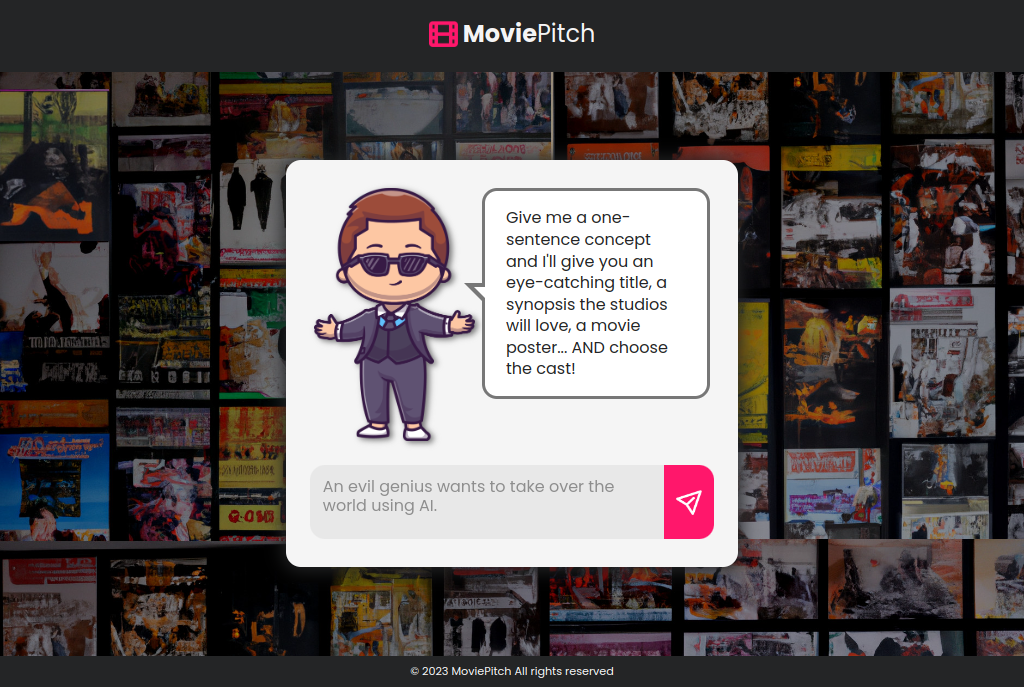 MoviePitch
Give me a one-
sentence concept
and I'll give you an
eye-catching title, a
synopsis the studios
will love, a movie
poster... AND choose
the cast!
An evil genius wants to take over the
world using AI.
© 2023 MoviePitch All rights reserved